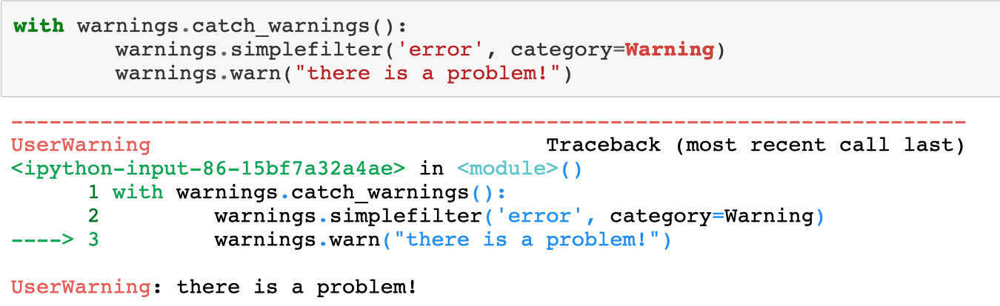 with warnings.catch_warnings():
        warnings.simplefilter('error', category=Warning)
        warnings.warn("there is a problem!")
---------------------------------------------------------------------------
UserWarning                               Traceback (most recent call last)
<ipython-input-86-15bf7a32a4ae> in <module>()
      1 with warnings.catch_warnings():
      2         warnings.simplefilter('error', category=Warning)
----> 3         warnings.warn("there is a problem!")
UserWarning: there is a problem!